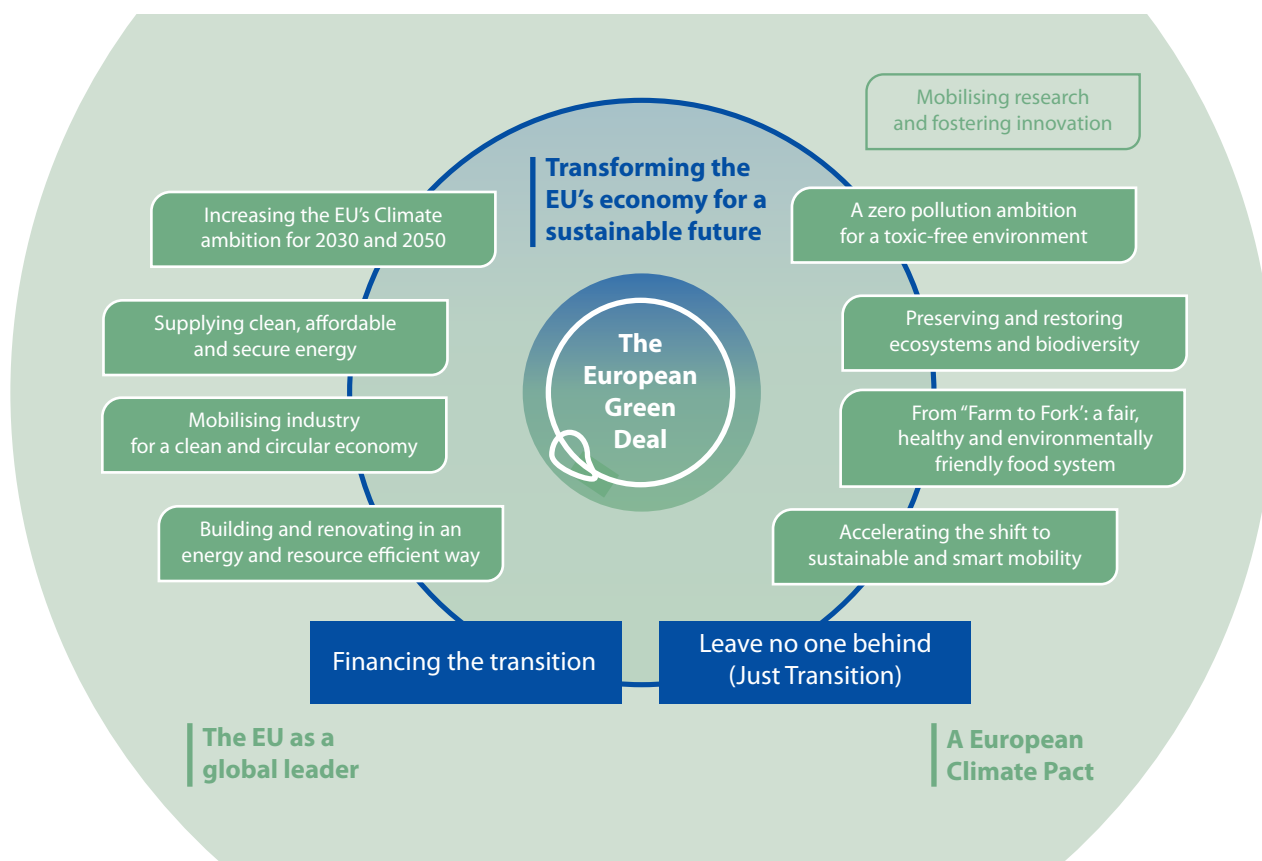 Mobilising research
and fostering innovation
Transforming the
EU’s economy for a
sustainable future
Increasing the EU’s Climate
ambition for 2030 and 2050
A zero pollution ambition
for a toxic-free environment
Supplying clean, affordable
and secure energy
Preserving and restoring
ecosystems and biodiversity
The
European
Green
Deal
Mobilising industry
for a clean and circular economy
From “Farm to Fork’: a fair,
healthy and environmentally
friendly food system
Building and renovating in an
energy and resource efficient way
Accelerating the shift to
sustainable and smart mobility
Financing the transition
Leave no one behind
(Just Transition)
The EU as a
global leader
A European
Climate Pact